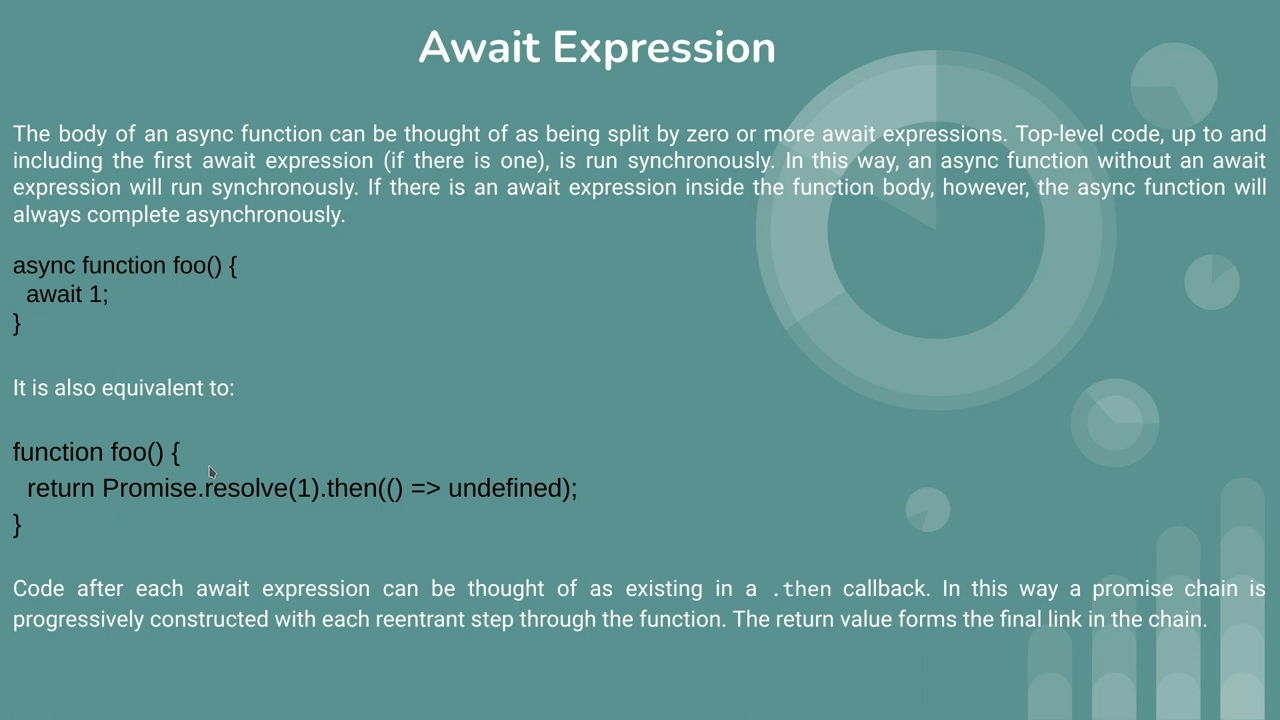 Await Expression
The body of an async function can be thought of as being split by zero or more await expressions. Top-level code, up to and
including the first await expression (if there is one), is run synchronously. In this way, an async function without an await
expression will run synchronously. If there is an await expression inside the function body, however, the async function will
always complete asynchronously.
async function foo() {
  await 1;
}
It is also equivalent to:
function foo() {
  return Promise.resolve(1).then(() => undefined);
}
Code after each await expression can be thought of as existing in a .then callback. In this way a promise chain is
progressively constructed with each reentrant step through the function. The return value forms the final link in the chain.